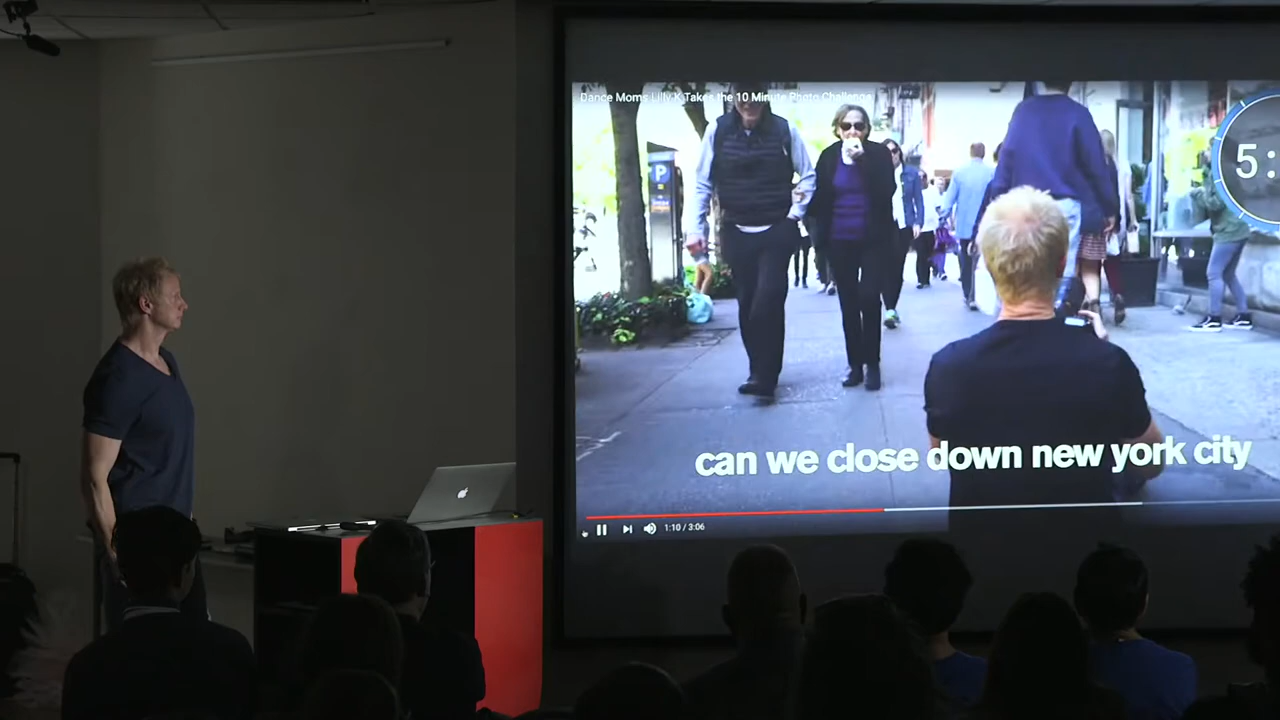 Dance Moms Lilly K Takes the 10 Minute Photo Challenge
P
5:
can we close down new york city
1:10 / 3:06